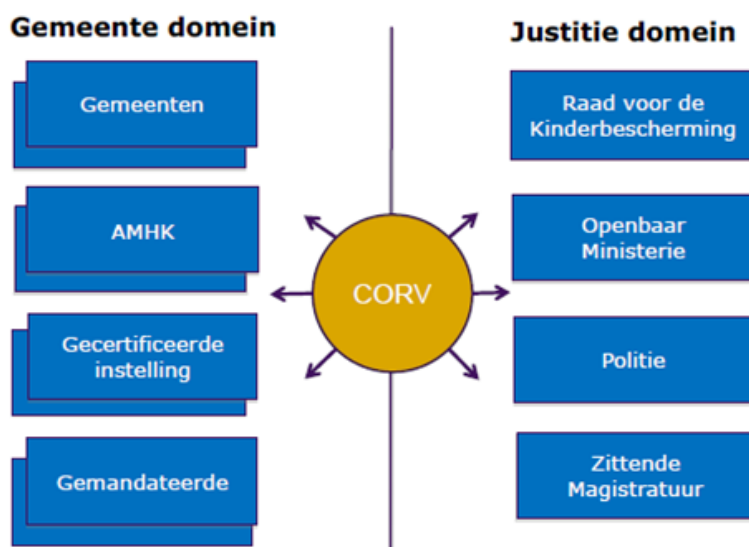 Gemeente domein
Gemeenten
AMHK
Gecertificeerde
instelling
Gemandateerde
CORV
Justitie domein
Raad voor de
Kinderbescherming
Openbaar
Ministerie
Politie
Zittende
Magistratuur